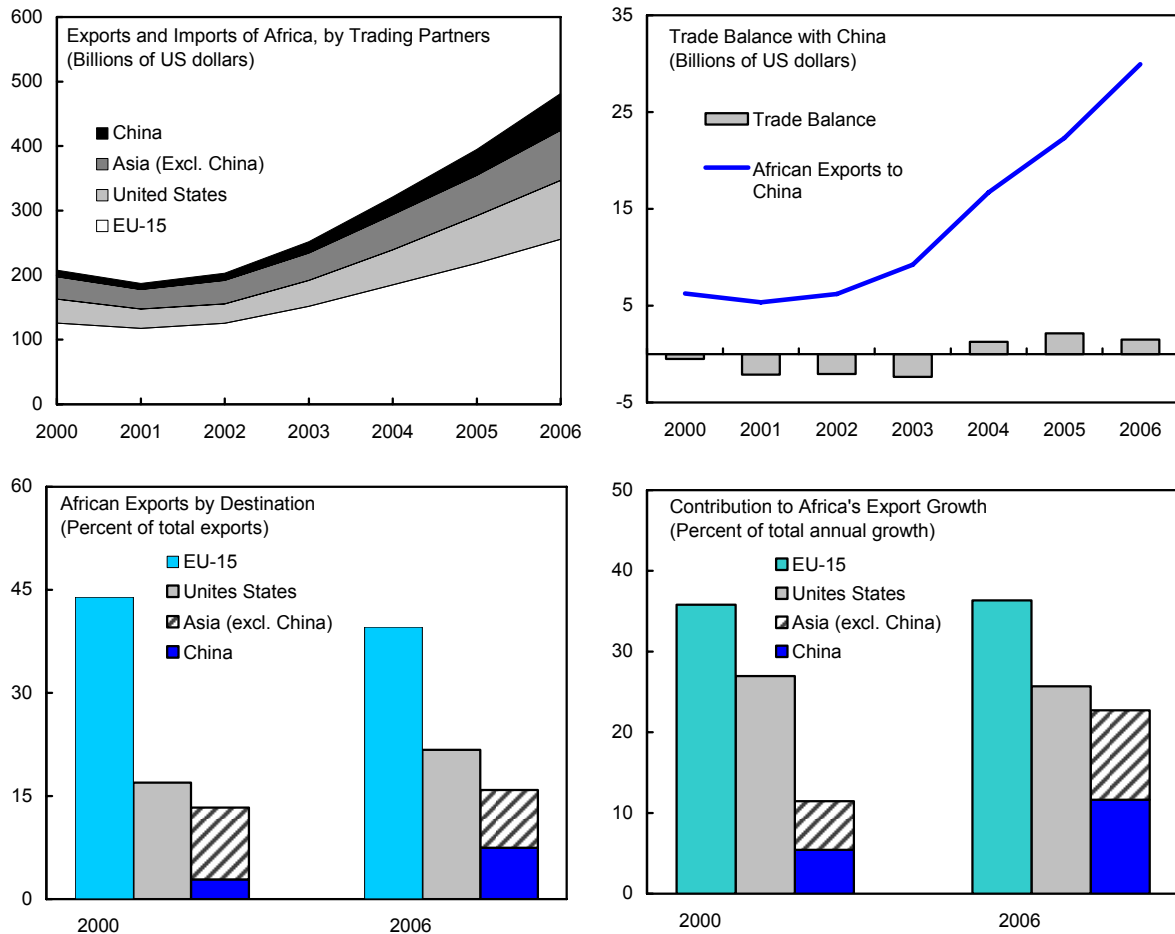 Exports and Imports of Africa, by Trading Partners
(Billions of US dollars)
600
500
400
300
200
100
0
China
Asia (Excl. China)
United States
EU-15
2000 2001 2002 2003 2004 2005 2006
Trade Balance with China
(Billions of US dollars)
35
25
15
5
-5
Trade Balance
African Exports to
China
2000 2001 2002 2003 2004 2005 2006
African Exports by Destination
(Percent of total exports)
60
45
30
15
0
EU-15
Unites States
Asia (excl. China)
China
2000 2006
Contribution to Africa's Export Growth
(Percent of total annual growth)
50
40
30
20
10
0
EU-15
Unites States
Asia (excl. China)
China
2000 2006